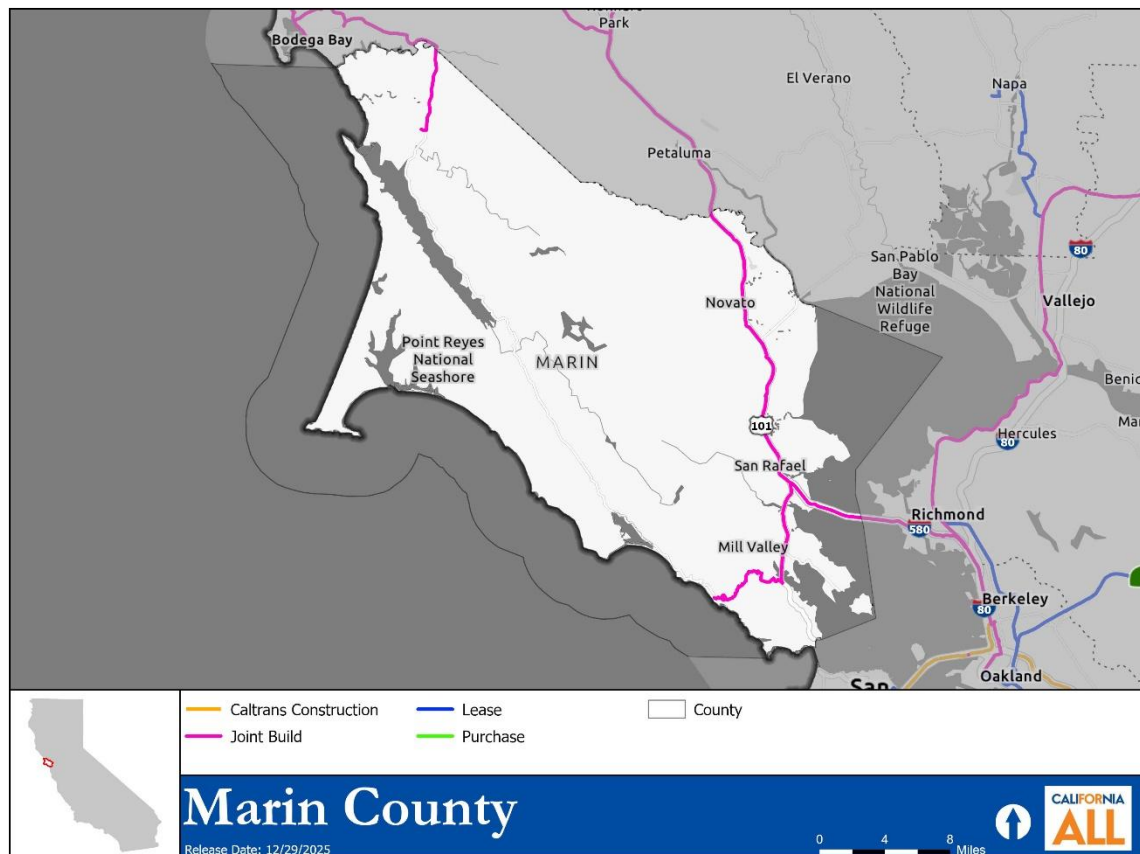 Park
Bodega Bay
El Verano
Napa
Petaluma
80
San Pablo
Bay
National
Wildlife
Refuge
Vallejo
Novato
Point Reyes
National
Seashore
MARIN
101
Hercules
80
San Rafael
Richmond
580
Mill Valley
Berkeley
80
Oakland
San
Caltrans Construction
Lease
County
Joint Build
Purchase
Marin County
Release Date: 12/29/2025
0 4 8
Miles
CALIFORNIA
ALL